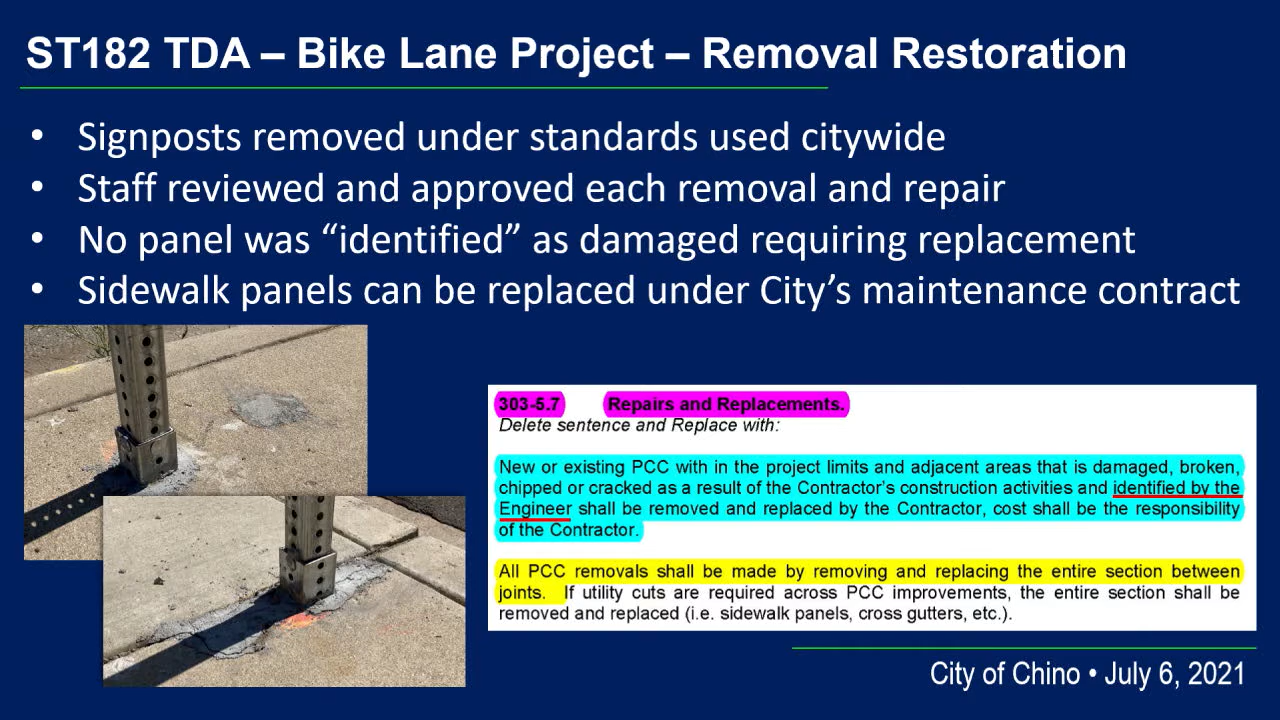 ST182 TDA – Bike Lane Project – Removal Restoration
• Signposts removed under standards used citywide
• Staff reviewed and approved each removal and repair
• No panel was “identified” as damaged requiring replacement
• Sidewalk panels can be replaced under City’s maintenance contract
303-5.7 Repairs and Replacements.
Delete sentence and Replace with:
New or existing PCC with in the project limits and adjacent areas that is damaged, broken,
chipped or cracked as a result of the Contractor’s construction activities and identified by the
Engineer shall be removed and replaced by the Contractor, cost shall be the responsibility
of the Contractor.
All PCC removals shall be made by removing and replacing the entire section between
joints. If utility cuts are required across PCC improvements, the entire section shall be
removed and replaced (i.e. sidewalk panels, cross gutters, etc.).
City of Chino • July 6, 2021